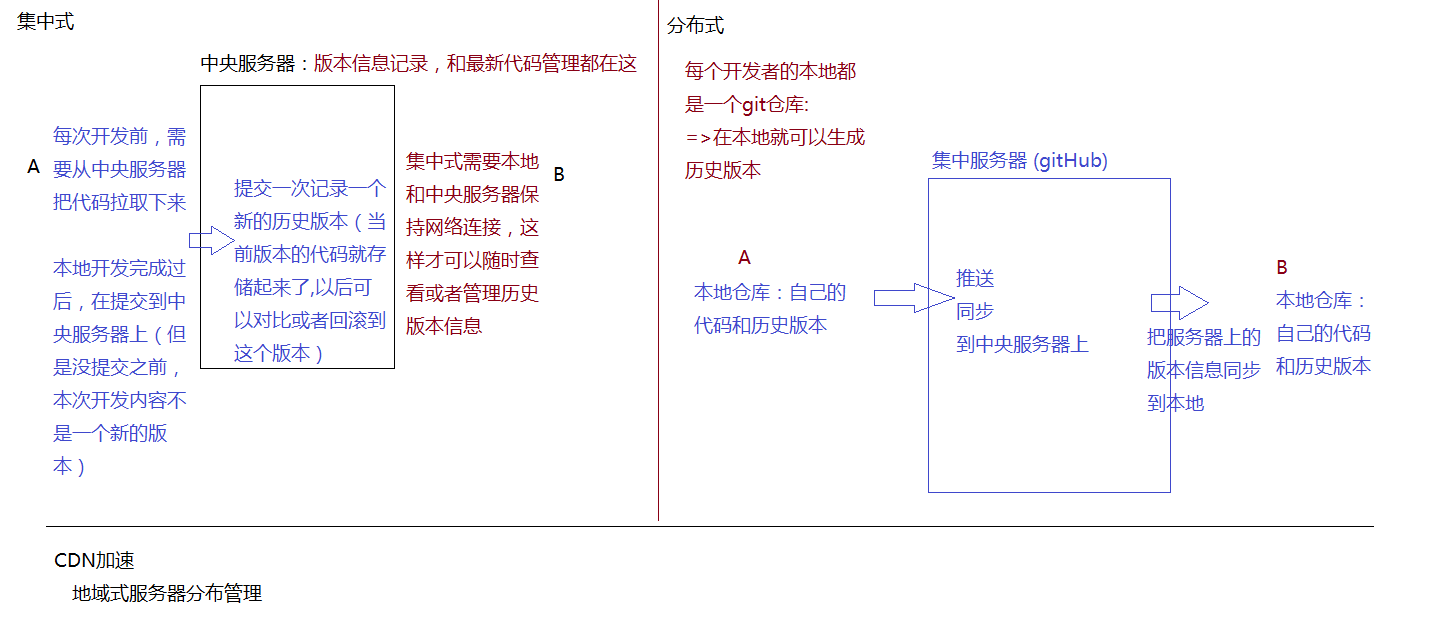 集中式
中央服务器：版本信息记录，和最新代码管理都在这
A
每次开发前，需
要从中央服务器
把代码拉取下来
本地开发完成过
后，在提交到中
央服务器上（但
是没提交之前，
本次开发内容不
是一个新的版
本）
提交一次记录一个
新的历史版本（当
前版本的代码就存
储起来了,以后可
以对比或者回滚到
这个版本）
集中式需要本地
和中央服务器保
持网络连接，这
样才可以随时查
看或者管理历史
版本信息
B
分布式
每个开发者的本地都
是一个git仓库:
=>在本地就可以生成
历史版本
集中服务器 (gitHub)
A
本地仓库：自己的
代码和历史版本
推送
同步
到中央服务器上
把服务器上的
版本信息同步
到本地
B
本地仓库：
自己的代码
和历史版本
CDN加速
地域式服务器分布管理